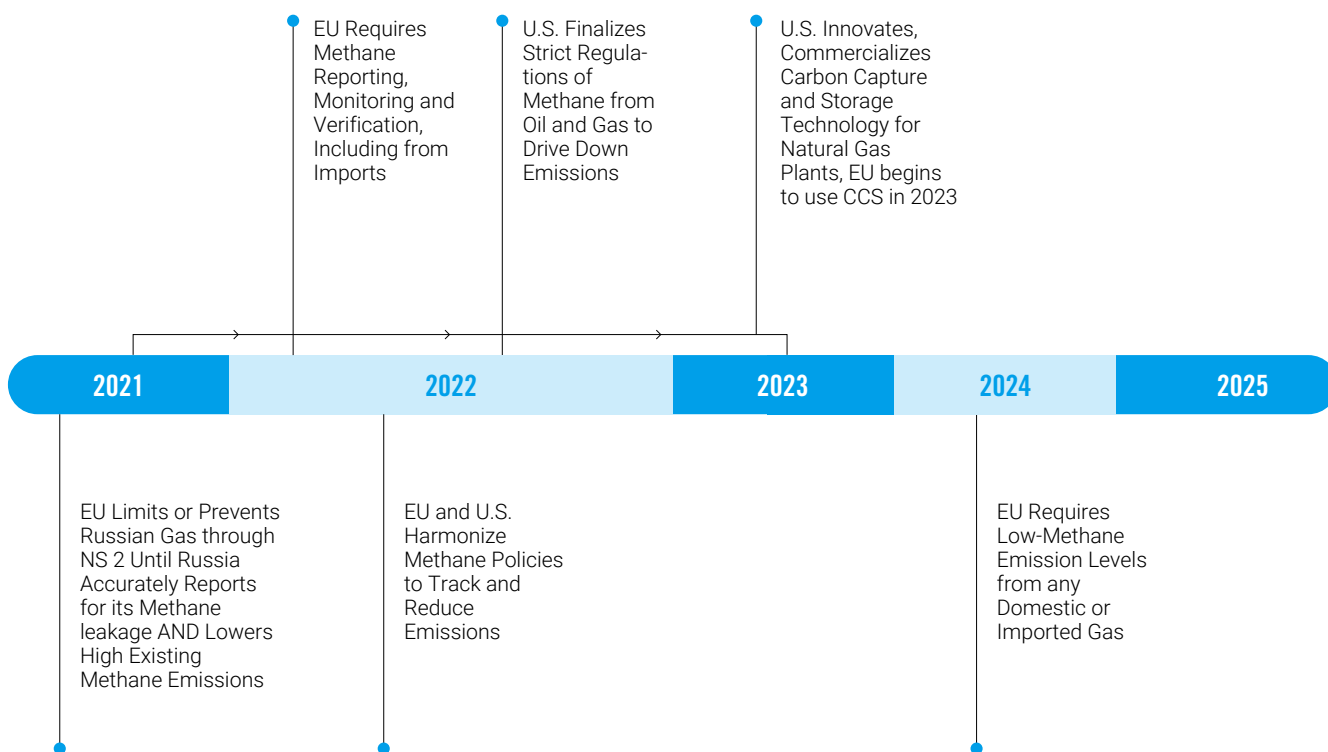 EU Requires
Methane
Reporting,
Monitoring and
Verification,
Including from
Imports
U.S. Finalizes
Strict Regula-
tions of
Methane from
Oil and Gas to
Drive Down
Emissions
U.S. Innovates,
Commercializes
Carbon Capture
and Storage
Technology for
Natural Gas
Plants, EU begins
to use CCS in 2023
2021
2022
2023
2024
2025
EU Limits or Prevents
Russian Gas through
NS 2 Until Russia
Accurately Reports
for its Methane
leakage AND Lowers
High Existing
Methane Emissions
EU and U.S.
Harmonize
Methane Policies
to Track and
Reduce
Emissions
EU Requires
Low-Methane
Emission Levels
from any
Domestic or
Imported Gas